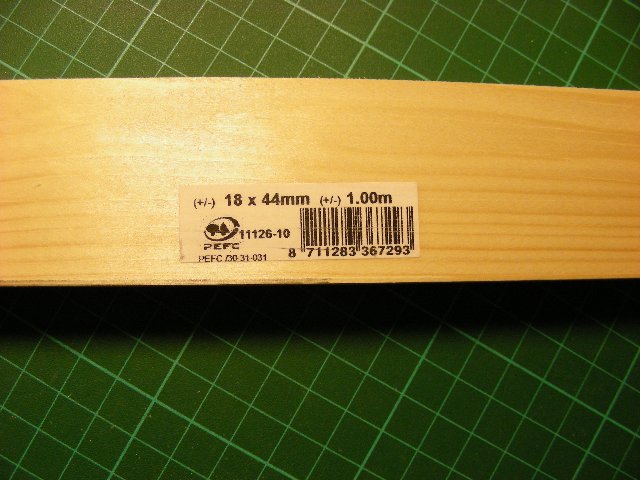 (+/-) 18 x 44mm (+/-) 1.00m
PEFC 11126-10
PEFC /30-31-031
8 711283 367293